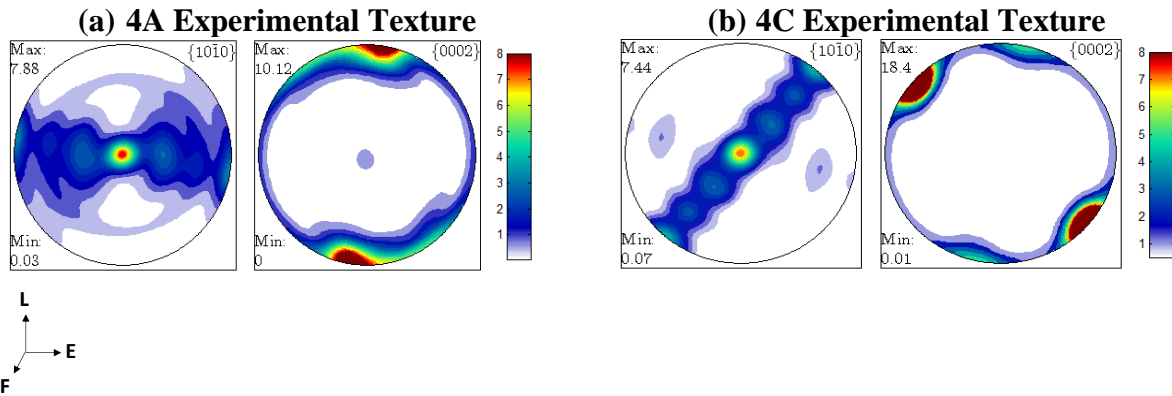 (a) 4A Experimental Texture
Max:
7.88
{101̄0}
Min:
0.03
Max:
10.12
{0002}
Min:
0
8
7
6
5
4
3
2
1
(b) 4C Experimental Texture
Max:
7.44
{101̄0}
Min:
0.07
Max:
18.4
{0002}
Min:
0.01
8
7
6
5
4
3
2
1
L
E
F